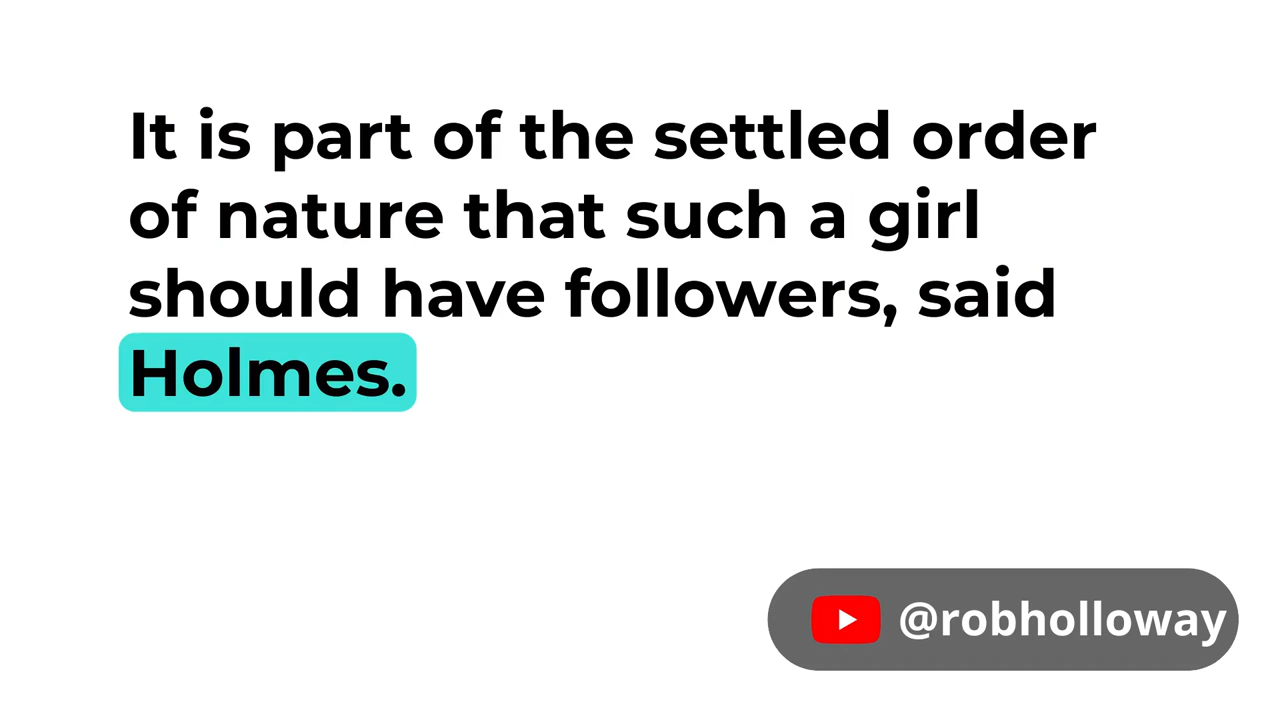 It is part of the settled order
of nature that such a girl
should have followers, said
Holmes.
@robholloway